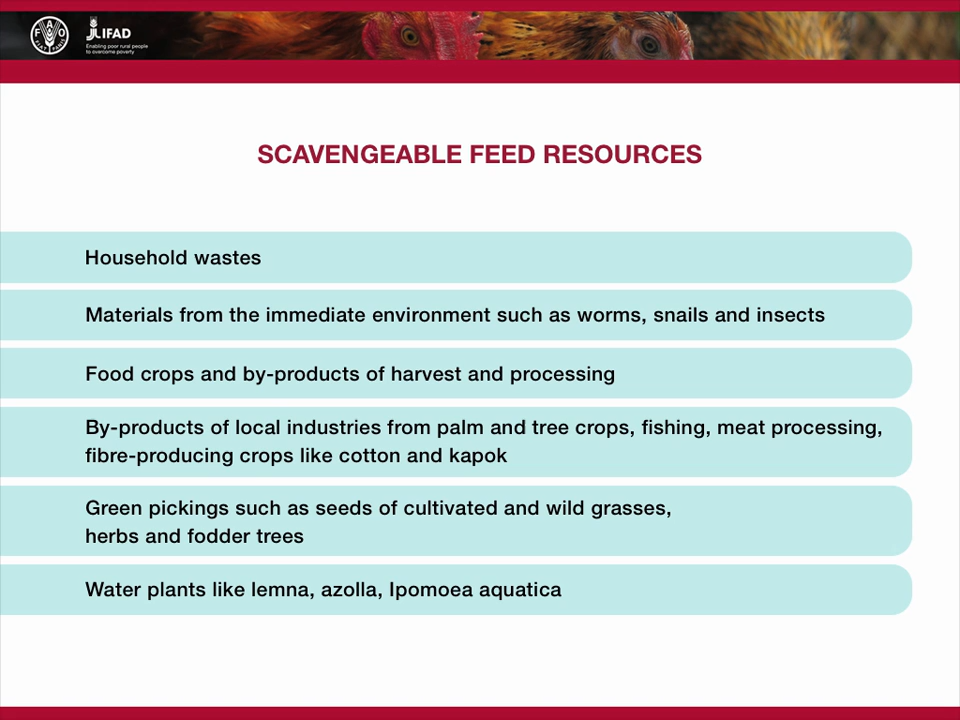 FAO
FIAT PANIS
IFAD
Enabling poor rural people
to overcome poverty
SCAVENGEABLE FEED RESOURCES
Household wastes
Materials from the immediate environment such as worms, snails and insects
Food crops and by-products of harvest and processing
By-products of local industries from palm and tree crops, fishing, meat processing,
fibre-producing crops like cotton and kapok
Green pickings such as seeds of cultivated and wild grasses,
herbs and fodder trees
Water plants like lemna, azolla, Ipomoea aquatica